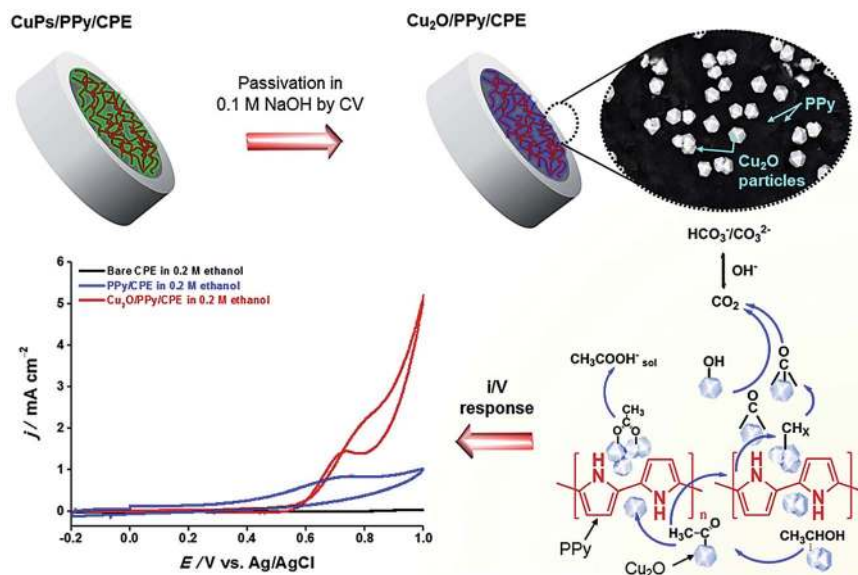 CuPs/PPy/CPE
Cu₂O/PPy/CPE
Passivation in
0.1 M NaOH by CV
PPy
Cu₂O
particles
HCO₃⁻/CO₃²⁻
OH⁻
CO₂
Bare CPE in 0.2 M ethanol
PPy/CPE in 0.2 M ethanol
Cu₂O/PPy/CPE in 0.2 M ethanol
6
5
4
3
2
1
0
j / mA cm⁻²
-0.2
0.0
0.2
0.4
0.6
0.8
1.0
E /V vs. Ag/AgCl
i/V
response
CH₃COOH⁻ sol
OH
O
C
O
C
CH₃
C
O O
CHₓ
H
N
N
H
n
H
N
N
H
n
H₃C-C
O
CH₃CHOH
PPy
Cu₂O